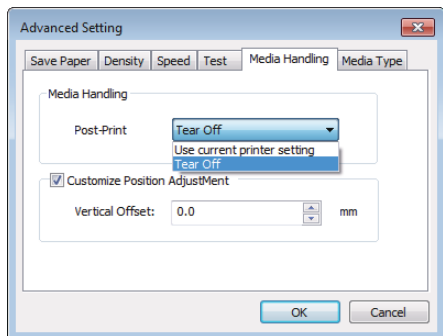 Advanced Setting
Save Paper Density Speed Test Media Handling Media Type
Media Handling
Post-Print Tear Off
Use current printer setting
Tear Off
Customize Position AdjustMent
Vertical Offset: 0.0 mm
OK Cancel